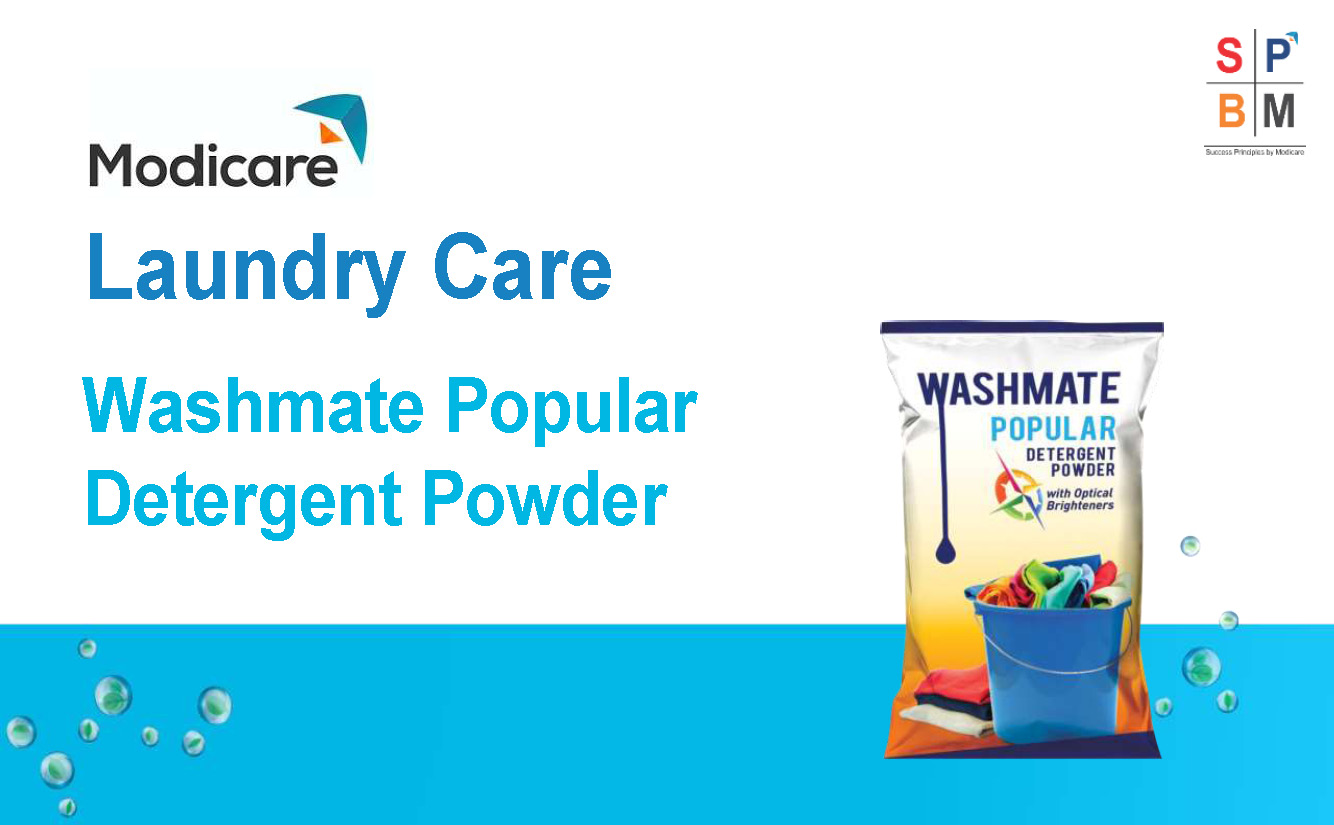 S P
B M
Success Principles by Modicare
Modicare
Laundry Care
Washmate Popular
Detergent Powder
WASHMATE
POPULAR
DETERGENT
POWDER
with Optical
Brighteners